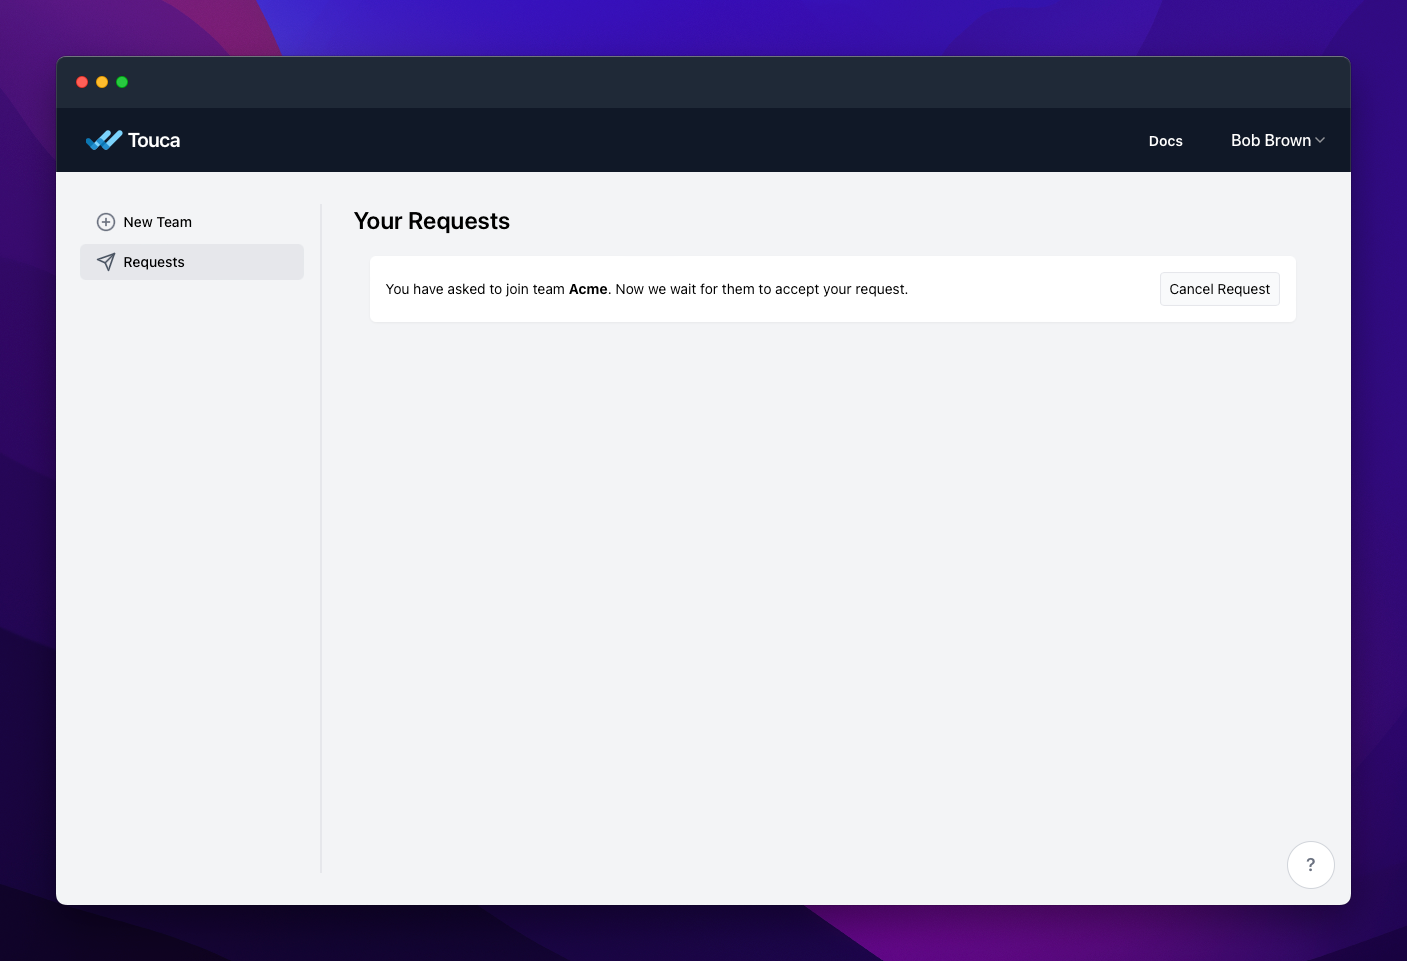 Touca
Docs
Bob Brown
New Team
Requests
Your Requests
You have asked to join team Acme. Now we wait for them to accept your request.
Cancel Request
?